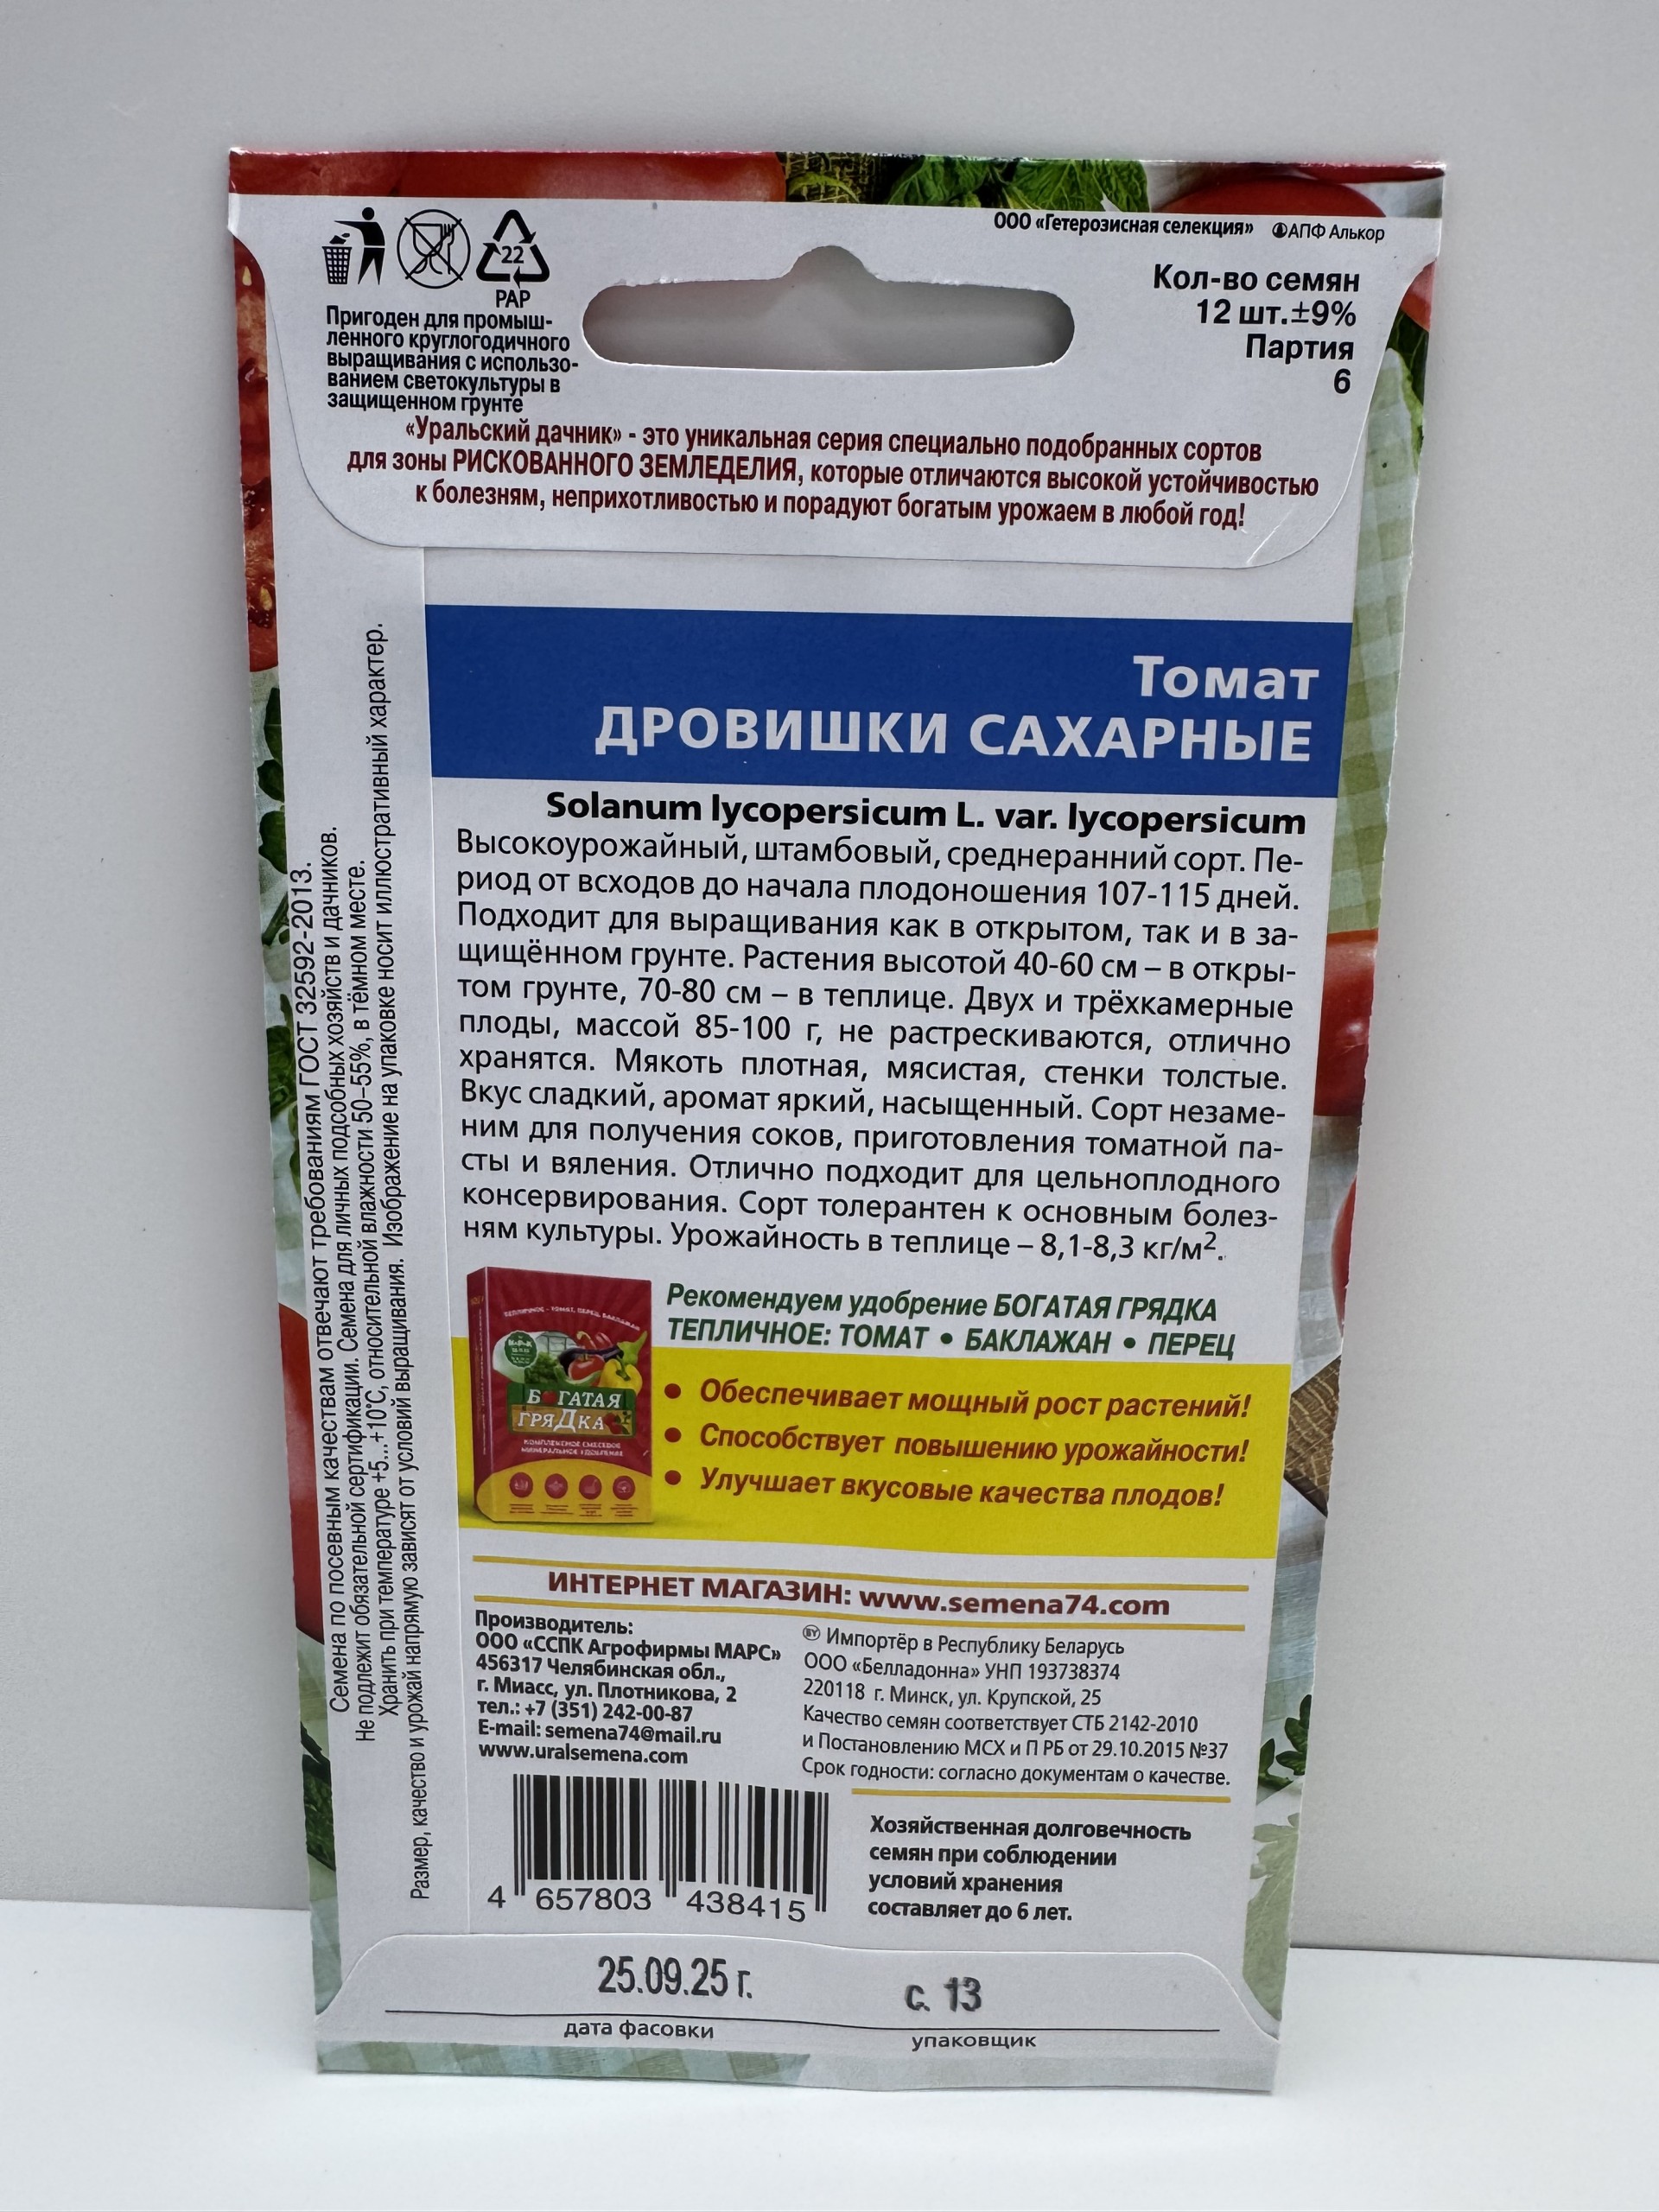 ООО «Гетерозисная селекция» АПФ Алькор
22
PAP
Пригоден для промыш-
ленного круглогодичного
выращивания с использо-
ванием светокультуры в
защищенном грунте
Кол-во семян
12 шт.±9%
Партия
6
«Уральский дачник» - это уникальная серия специально подобранных сортов
для зоны РИСКОВАННОГО ЗЕМЛЕДЕЛИЯ, которые отличаются высокой устойчивостью
к болезням, неприхотливостью и порадуют богатым урожаем в любой год!
Томат
ДРОВИШКИ САХАРНЫЕ
Solanum lycopersicum L. var. lycopersicum
Высокоурожайный, штамбовый, среднеранний сорт. Пе-
риод от всходов до начала плодоношения 107-115 дней.
Подходит для выращивания как в открытом, так и в за-
щищённом грунте. Растения высотой 40-60 см – в откры-
том грунте, 70-80 см – в теплице. Двух и трёхкамерные
плоды, массой 85-100 г, не растрескиваются, отлично
хранятся. Мякоть плотная, мясистая, стенки толстые.
Вкус сладкий, аромат яркий, насыщенный. Сорт незаме-
ним для получения соков, приготовления томатной па-
сты и вяления. Отлично подходит для цельноплодного
консервирования. Сорт толерантен к основным болез-
ням культуры. Урожайность в теплице – 8,1-8,3 кг/м².
Семена по посевным качествам отвечают требованиям ГОСТ 32592-2013.
Не подлежит обязательной сертификации. Семена для личных подсобных хозяйств и дачников.
Хранить при температуре +5...+10°С, относительной влажности 50–55%, в тёмном месте.
Размер, качество и урожай напрямую зависят от условий выращивания. Изображение на упаковке носит иллюстративный характер.
ТЕПЛИЧНОЕ - ТОМАТ, ПЕРЕЦ, БАКЛАЖАН
БОГАТАЯ
ГРЯДКА
КОМПЛЕКСНОЕ СМЕСЕВОЕ
МИНЕРАЛЬНОЕ УДОБРЕНИЕ
Рекомендуем удобрение БОГАТАЯ ГРЯДКА
ТЕПЛИЧНОЕ: ТОМАТ • БАКЛАЖАН • ПЕРЕЦ
• Обеспечивает мощный рост растений!
• Способствует повышению урожайности!
• Улучшает вкусовые качества плодов!
ИНТЕРНЕТ МАГАЗИН: www.semena74.com
Производитель:
ООО «ССПК Агрофирмы МАРС»
456317 Челябинская обл.,
г. Миасс, ул. Плотникова, 2
тел.: +7 (351) 242-00-87
E-mail: semena74@mail.ru
www.uralsemena.com
BY Импортёр в Республику Беларусь
ООО «Белладонна» УНП 193738374
220118 г. Минск, ул. Крупской, 25
Качество семян соответствует СТБ 2142-2010
и Постановлению МСХ и П РБ от 29.10.2015 №37
Срок годности: согласно документам о качестве.
Хозяйственная долговечность
семян при соблюдении
условий хранения
составляет до 6 лет.
4 657803 438415
25.09.25 г. с. 13
дата фасовки упаковщик